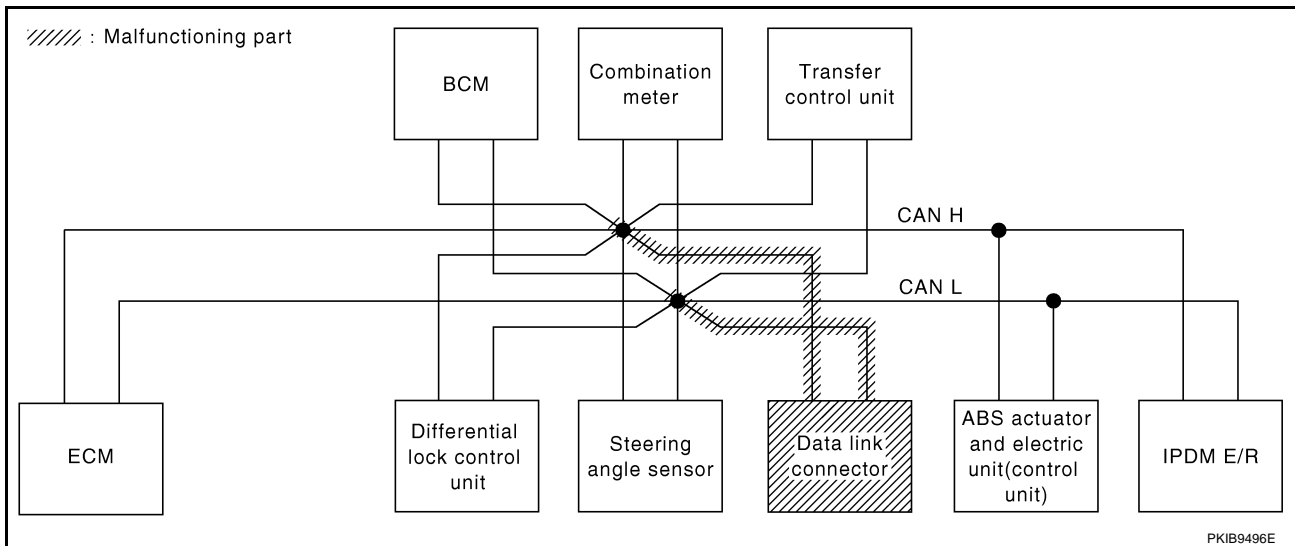 : Malfunctioning part
BCM
Combination
meter
Transfer
control unit
CAN H
CAN L
ECM
Differential
lock control
unit
Steering
angle sensor
Data link
connector
ABS actuator
and electric
unit(control
unit)
IPDM E/R
PKIB9496E